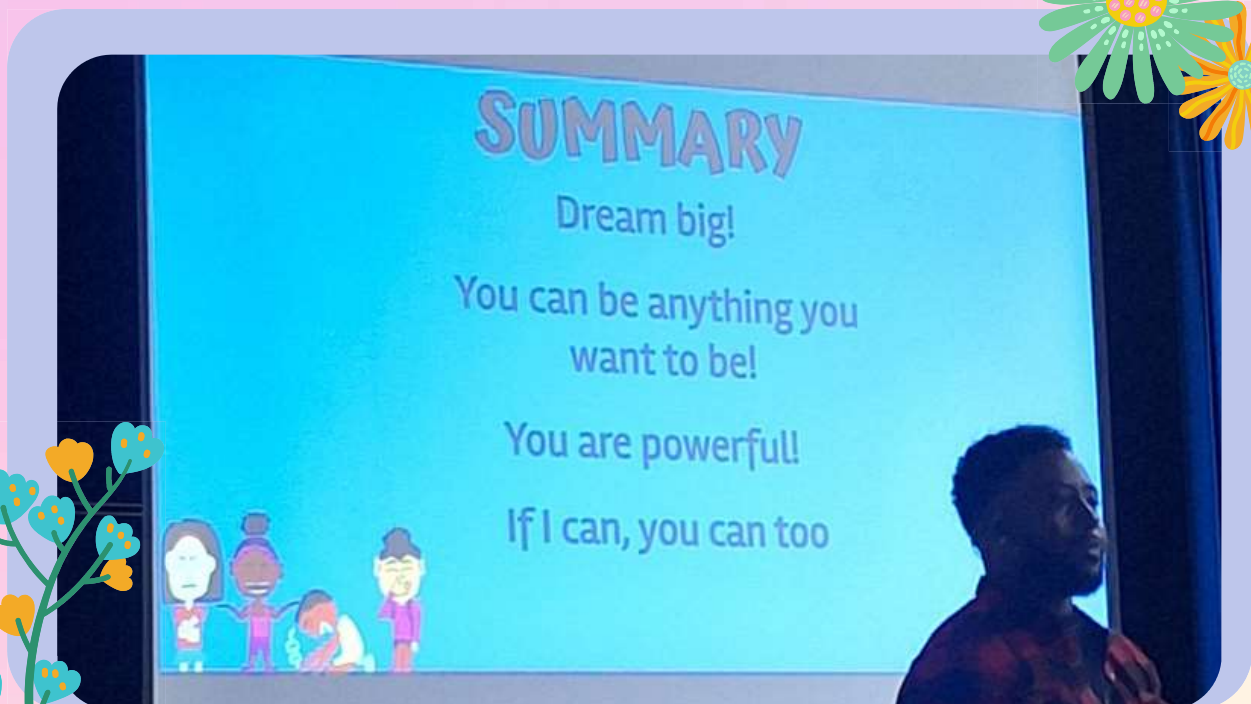 SUMMARY
Dream big!
You can be anything you
want to be!
You are powerful!
If I can, you can too